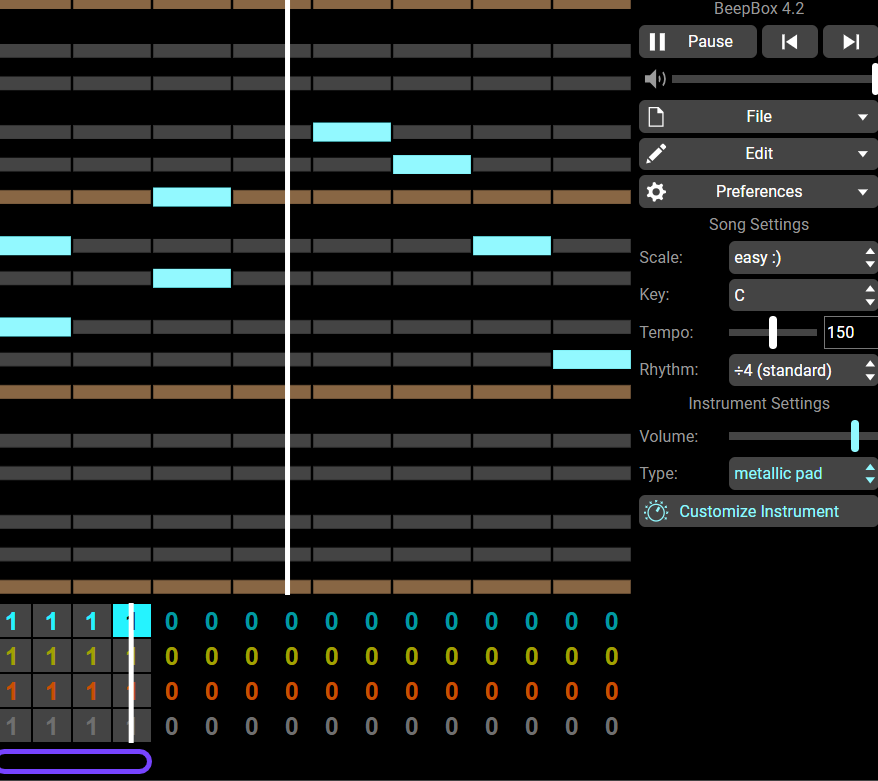 BeepBox 4.2
Pause
File
Edit
Preferences
Song Settings
Scale: easy :)
Key: C
Tempo: 150
Rhythm: ÷4 (standard)
Instrument Settings
Volume:
Type: metallic pad
Customize Instrument
1 1 1 1 0 0 0 0 0 0 0 0 0 0 0 0
1 1 1 1 0 0 0 0 0 0 0 0 0 0 0 0
1 1 1 1 0 0 0 0 0 0 0 0 0 0 0 0
1 1 1 1 0 0 0 0 0 0 0 0 0 0 0 0